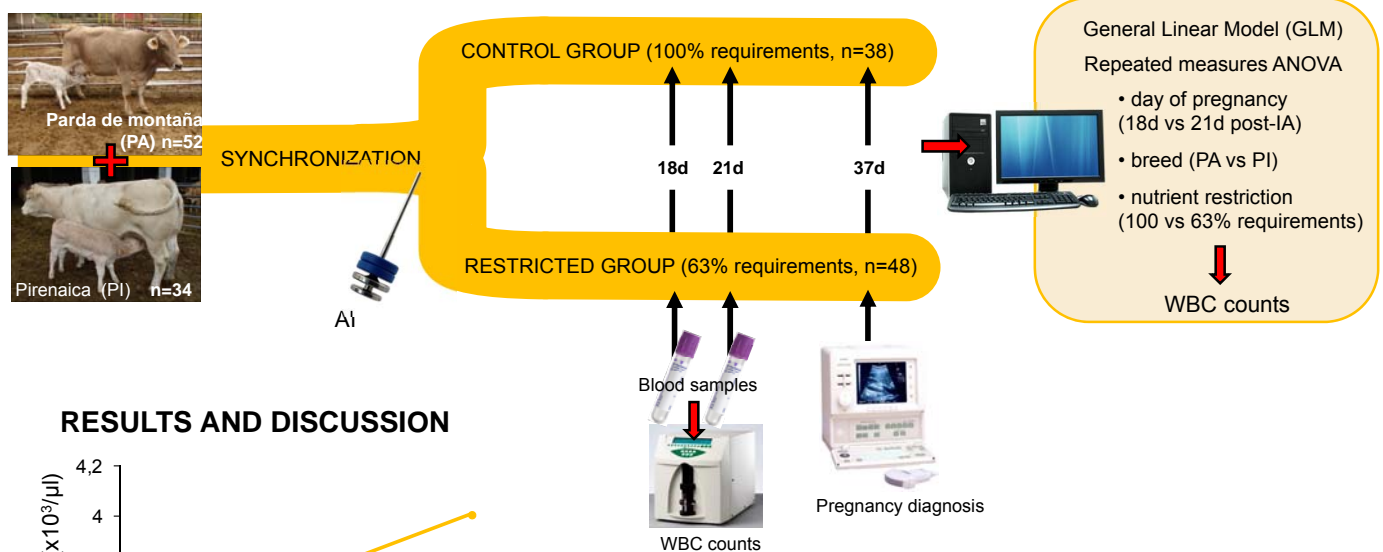 Parda de montaña
(PA) n=52
Pirenaica (PI) n=34
SYNCHRONIZATION
AI
CONTROL GROUP (100% requirements, n=38)
18d 21d 37d
RESTRICTED GROUP (63% requirements, n=48)
Blood samples
WBC counts
Pregnancy diagnosis
General Linear Model (GLM)
Repeated measures ANOVA
• day of pregnancy
(18d vs 21d post-IA)
• breed (PA vs PI)
• nutrient restriction
(100 vs 63% requirements)
WBC counts
RESULTS AND DISCUSSION
4,2
4
x10³/µl)